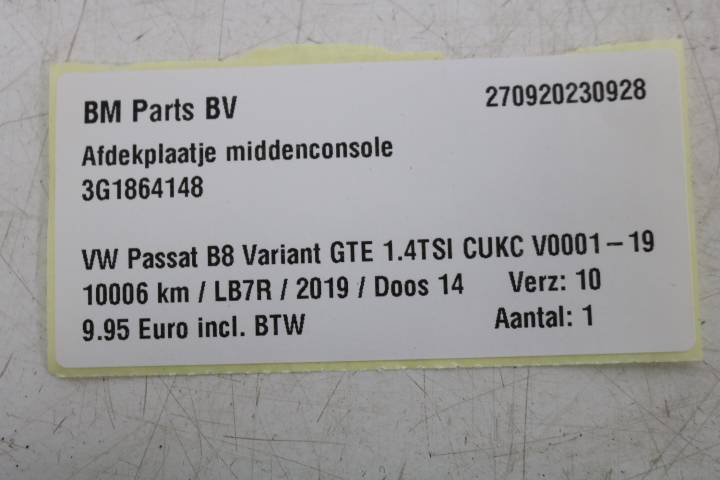 BM Parts BV 270920230928
Afdekplaatje middenconsole
3G1864148
VW Passat B8 Variant GTE 1.4TSI CUKC V0001-19
10006 km / LB7R / 2019 / Doos 14 Verz: 10
9.95 Euro incl. BTW Aantal: 1